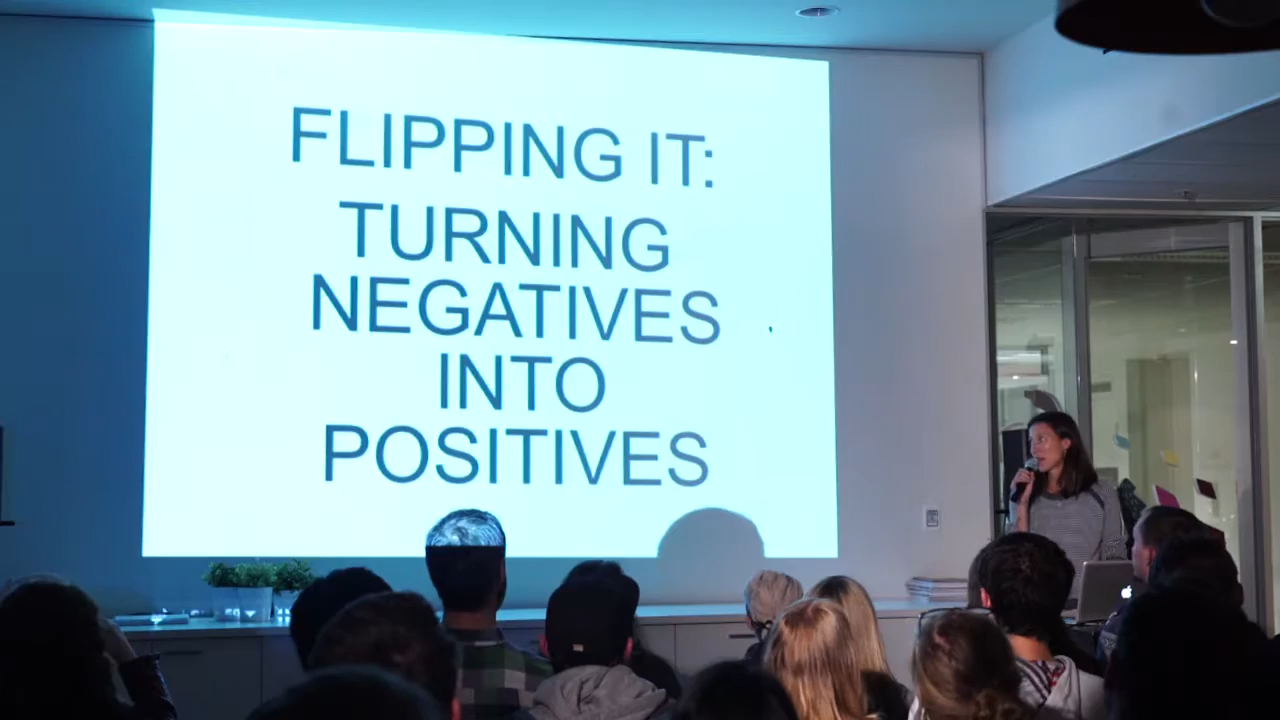 FLIPPING IT:
TURNING
NEGATIVES
INTO
POSITIVES